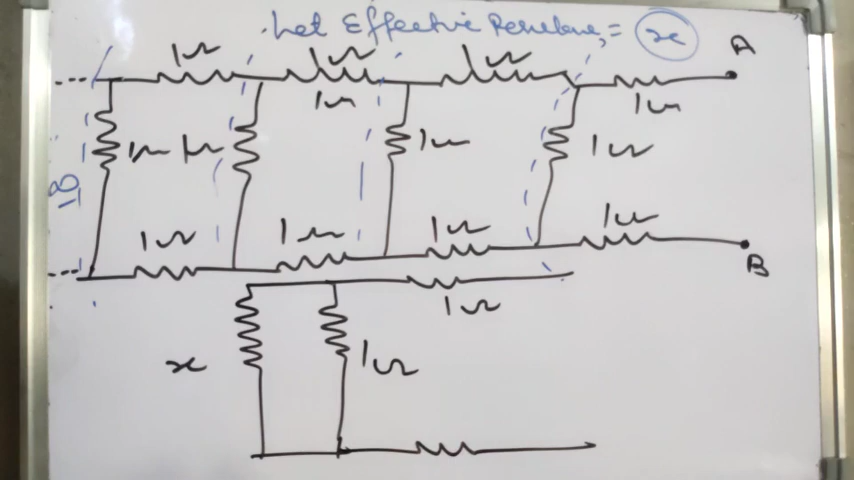 Let Effective Resistance, = x
A
1Ω 1Ω 1Ω
1Ω 1Ω
1Ω 1Ω 1Ω 1Ω
∞
1Ω 1Ω 1Ω 1Ω
B
1Ω
x 1Ω